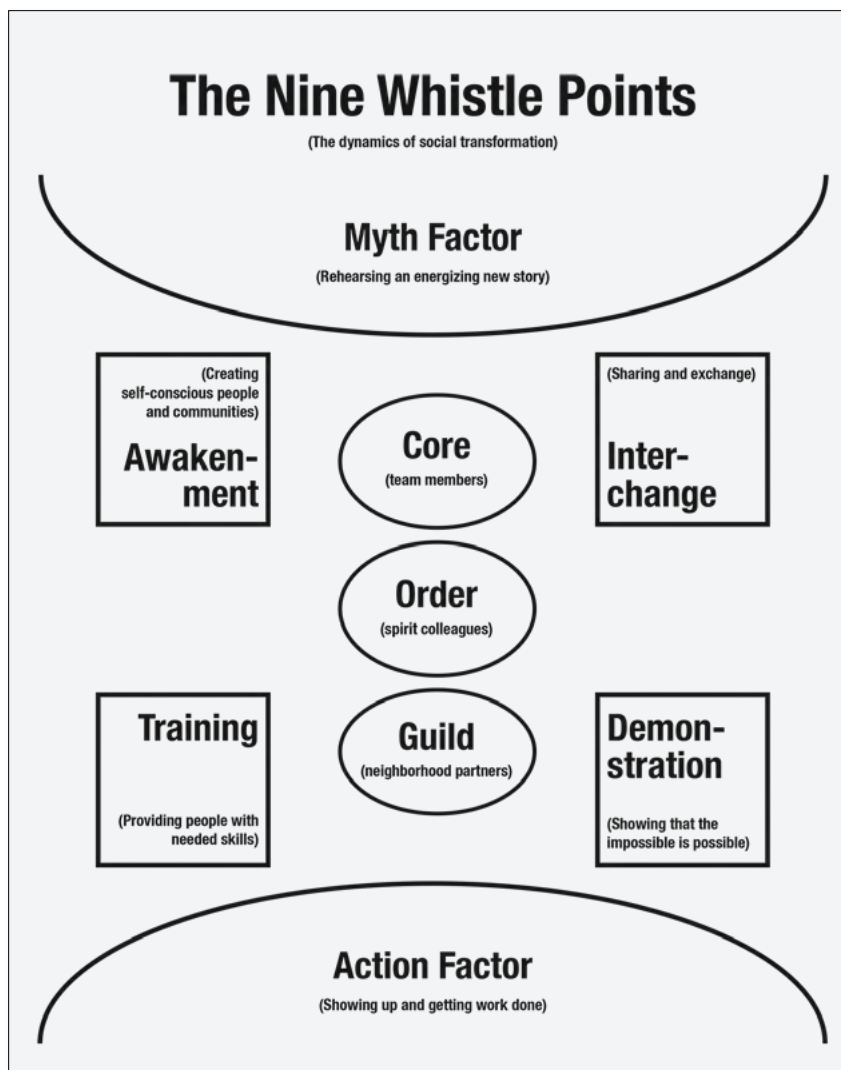 The Nine Whistle Points
(The dynamics of social transformation)
Myth Factor
(Rehearsing an energizing new story)
(Creating
self-conscious people
and communities)
Awaken-
ment
Core
(team members)
(Sharing and exchange)
Inter-
change
Order
(spirit colleagues)
Training
(Providing people with
needed skills)
Guild
(neighborhood partners)
Demon-
stration
(Showing that the
impossible is possible)
Action Factor
(Showing up and getting work done)